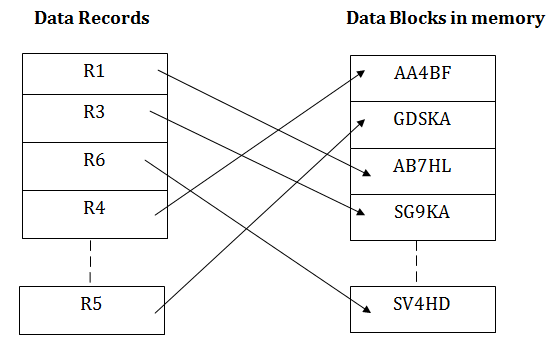 Data Records
Data Blocks in memory
R1
AA4BF
R3
GDSKA
R6
AB7HL
R4
SG9KA
R5
SV4HD